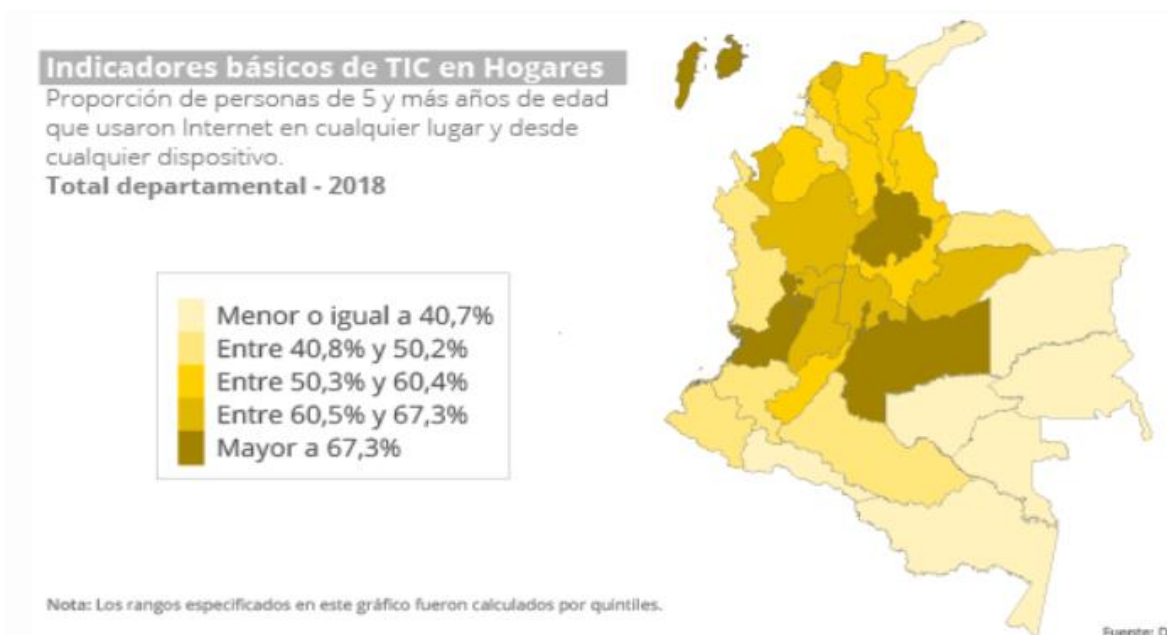 Indicadores básicos de TIC en Hogares
Proporción de personas de 5 y más años de edad
que usaron Internet en cualquier lugar y desde
cualquier dispositivo.
Total departamental - 2018
Menor o igual a 40,7%
Entre 40,8% y 50,2%
Entre 50,3% y 60,4%
Entre 60,5% y 67,3%
Mayor a 67,3%
Nota: Los rangos especificados en este gráfico fueron calculados por quintiles.
Fuente: D